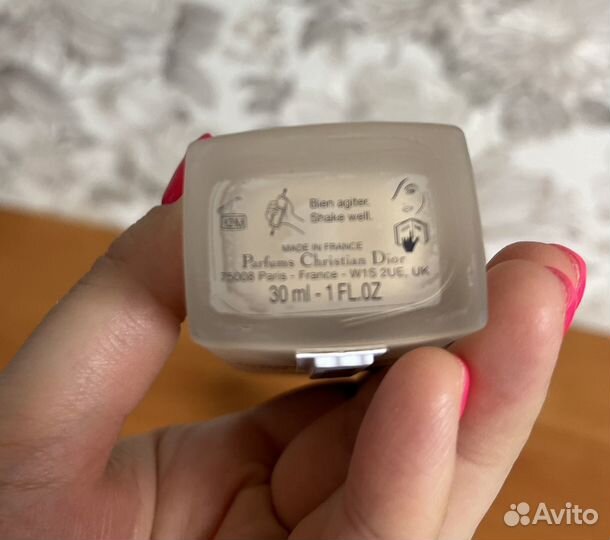 12M
Bien agiter.
Shake well.
MADE IN FRANCE
Parfums Christian Dior
75008 Paris - France - W1S 2UE, UK
30 ml - 1 FL.OZ
Avito